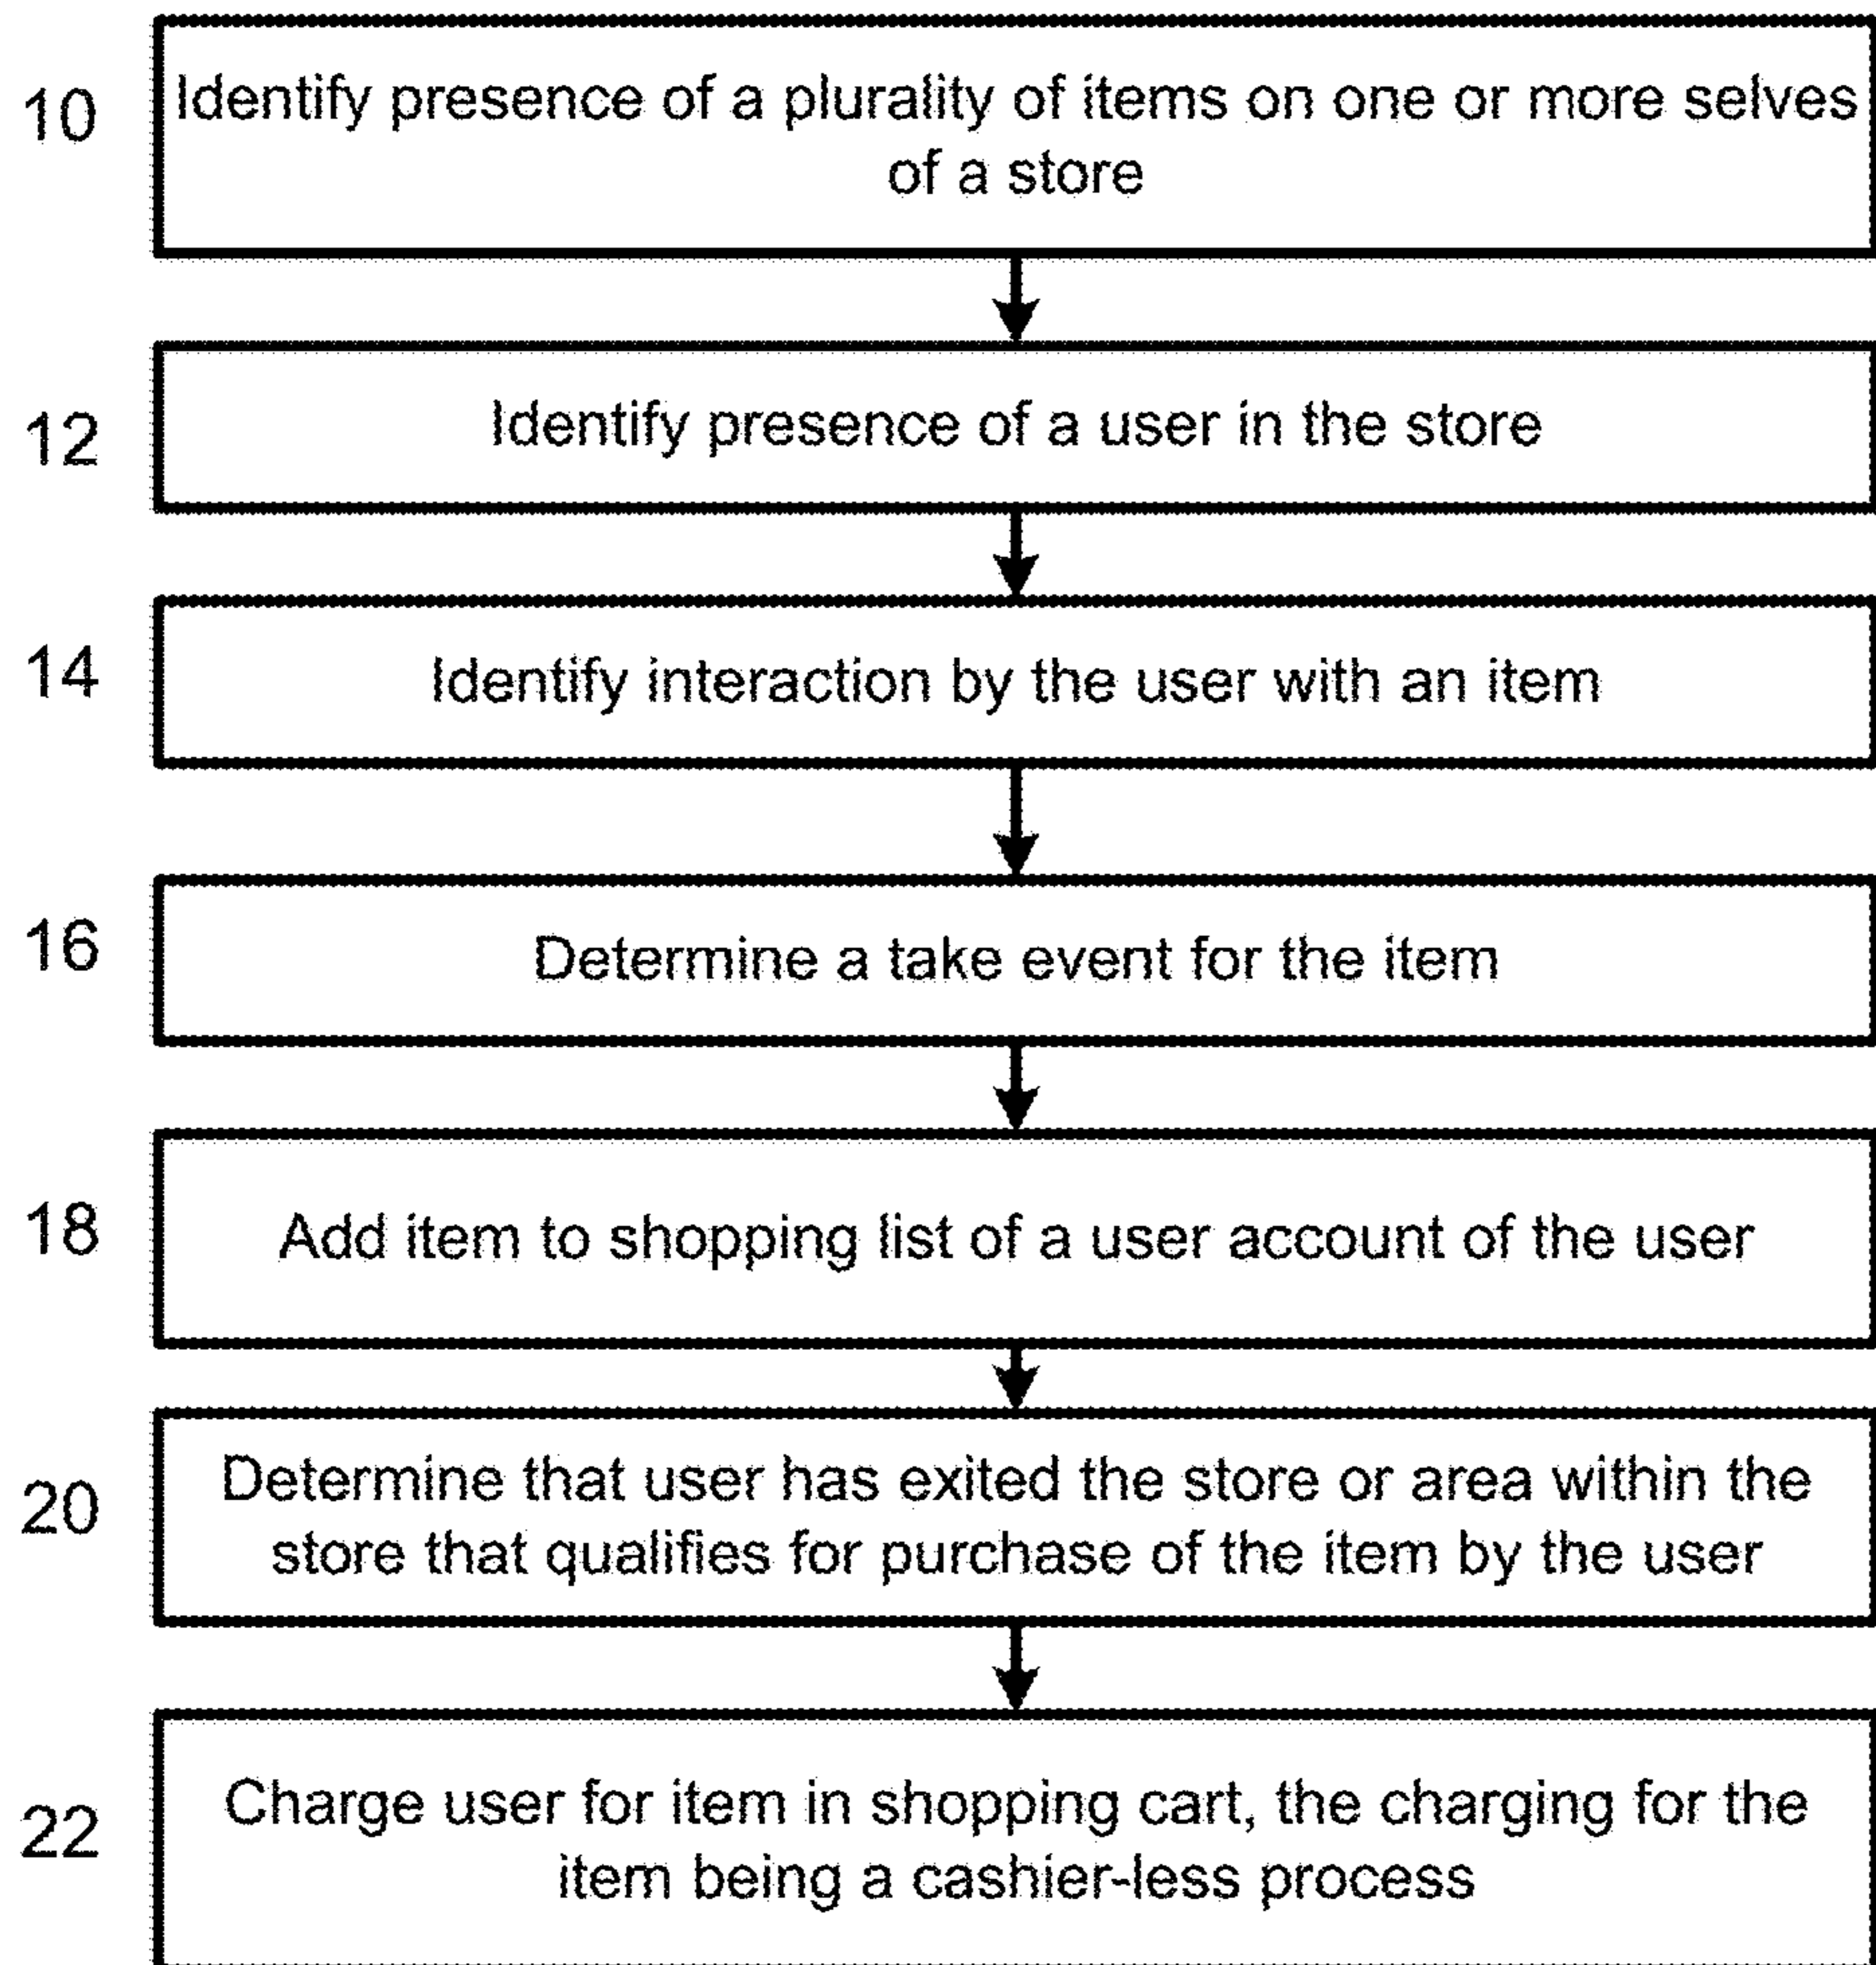 10
Identify presence of a plurality of items on one or more selves
of a store
12
Identify presence of a user in the store
14
Identify interaction by the user with an item
16
Determine a take event for the item
18
Add item to shopping list of a user account of the user
20
Determine that user has exited the store or area within the
store that qualifies for purchase of the item by the user
22
Charge user for item in shopping cart, the charging for the
item being a cashier-less process